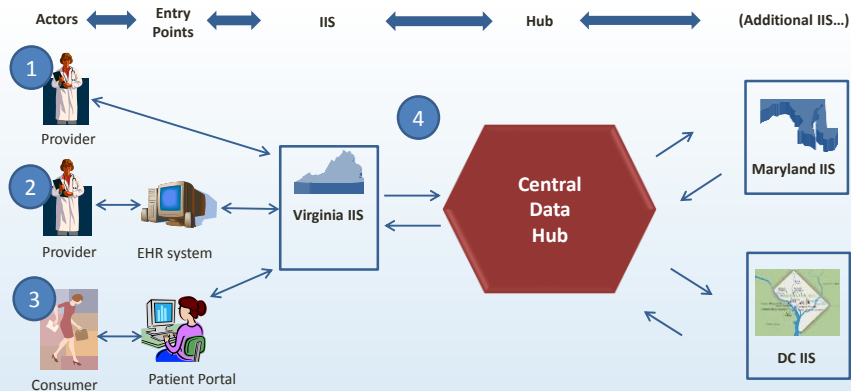 Actors
Entry
Points
IIS
Hub
(Additional IIS…)
1
Provider
2
Provider
EHR system
3
Consumer
Patient Portal
Virginia IIS
4
Central
Data
Hub
Maryland IIS
DC IIS